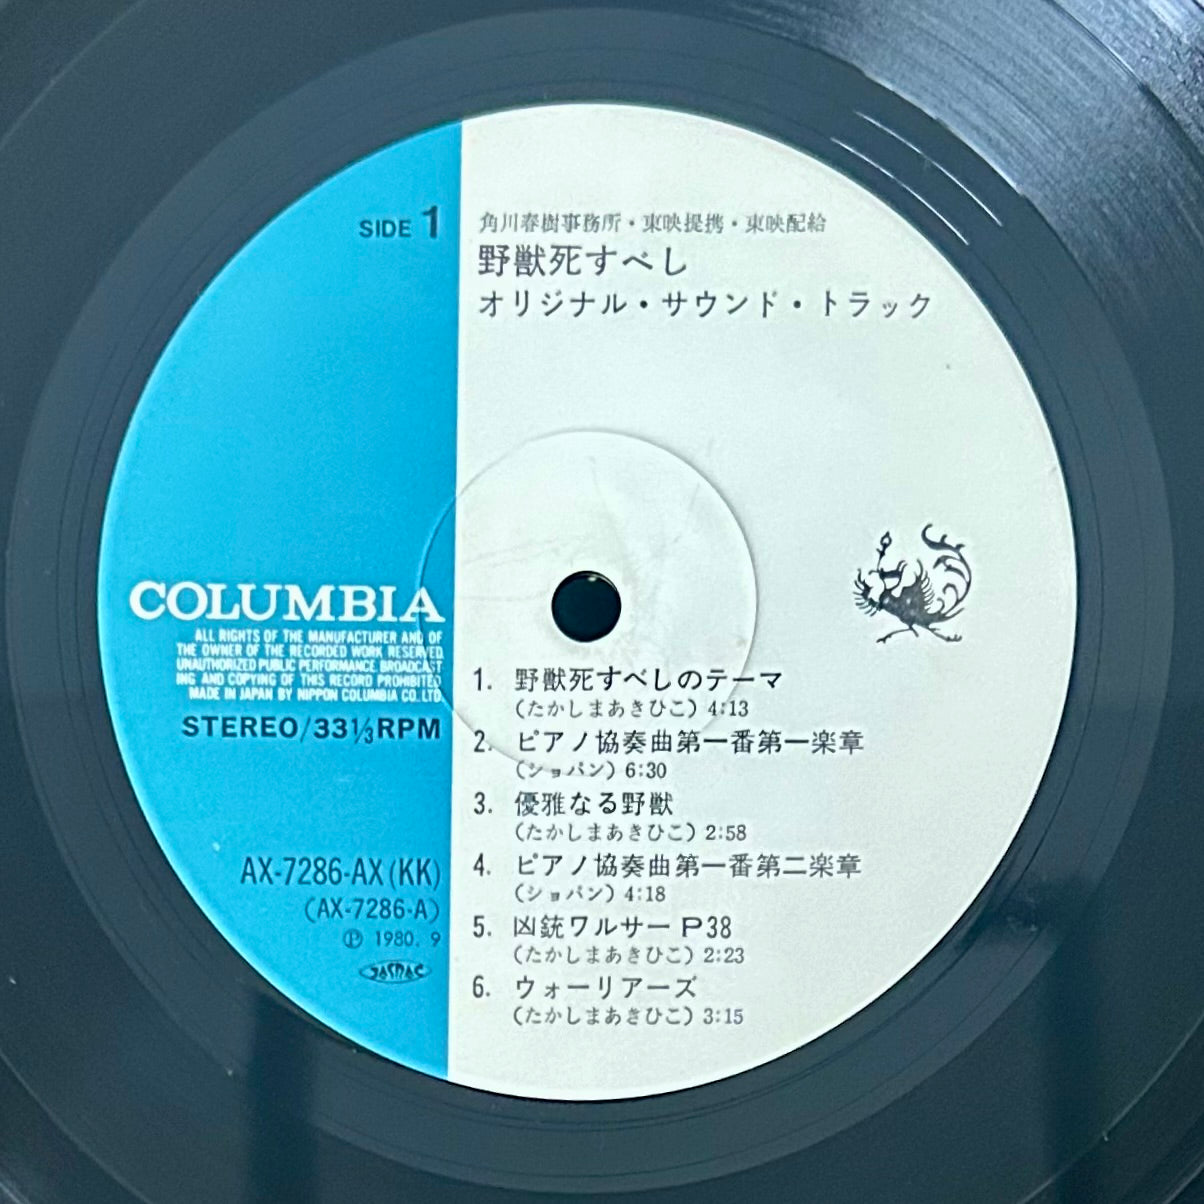 SIDE 1
角川春樹事務所・東映提携・東映配給
野獣死すべし
オリジナル・サウンド・トラック
COLUMBIA
ALL RIGHTS OF THE MANUFACTURER AND OF
THE OWNER OF THE RECORDED WORK RESERVED.
UNAUTHORIZED PUBLIC PERFORMANCE BROADCAST
ING AND COPYING OF THIS RECORD PROHIBITED
MADE IN JAPAN BY NIPPON COLUMBIA CO.,LTD.
STEREO/33⅓RPM
AX-7286-AX(KK)
(AX-7286-A)
Ⓟ 1980. 9
JASRAC
1. 野獣死すべしのテーマ
(たかしまあきひこ) 4:13
2. ピアノ協奏曲第一番第一楽章
(ショパン) 6:30
3. 優雅なる野獣
(たかしまあきひこ) 2:58
4. ピアノ協奏曲第一番第二楽章
(ショパン) 4:18
5. 凶銃ワルサーP38
(たかしまあきひこ) 2:23
6. ウォーリアーズ
(たかしまあきひこ) 3:15